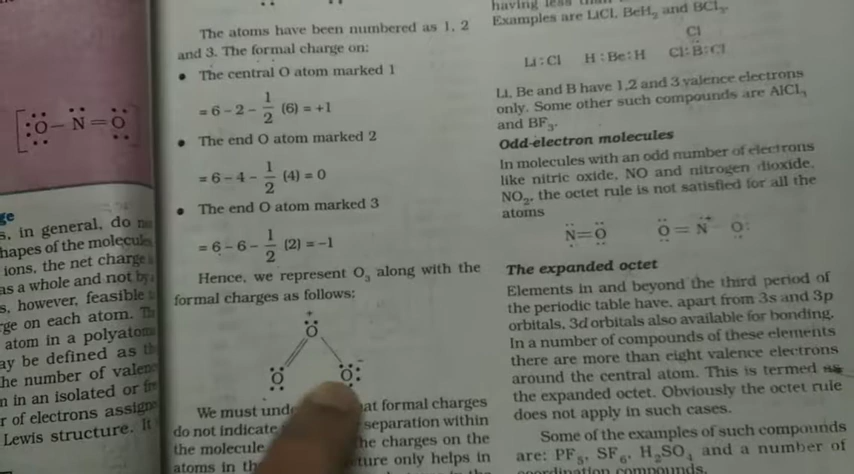 ge
s, in general, do
hapes of the
ions, the net charge
as a whole and not by
s, however, feasible
rge on each atom.
atom in a
ay be defined as
he number of
n in an isolated or
r of electrons
Lewis structure. It
:O – N = O
The atoms have been numbered as 1, 2
and 3. The formal charge on:
• The central O atom marked 1
= 6 – 2 – 1/2 (6) = +1
• The end O atom marked 2
= 6 – 4 – 1/2 (4) = 0
• The end O atom marked 3
= 6 – 6 – 1/2 (2) = –1
Hence, we represent O₃ along with the
formal charges as follows:
+
O
O O: –
We must at formal charges
do not indicate separation within
the molecule he charges on the
atoms in only helps in
having less
Examples are LiCl, BeH₂ and BCl₃.
Cl
Li : Cl H : Be : H Cl : B : Cl
Li, Be and B have 1,2 and 3 valence electrons
only. Some other such compounds are AlCl₃
and BF₃.
Odd-electron molecules
In molecules with an odd number of electrons
like nitric oxide, NO and nitrogen dioxide,
NO₂, the octet rule is not satisfied for all the
atoms
N = O O = N⁺ O:
The expanded octet
Elements in and beyond the third period of
the periodic table have, apart from 3s and 3p
orbitals, 3d orbitals also available for bonding.
In a number of compounds of these elements
there are more than eight valence electrons
around the central atom. This is termed as
the expanded octet. Obviously the octet rule
does not apply in such cases.
Some of the examples of such compounds
are: PF₅, SF₆, H₂SO₄ and a number of
coordination compounds.